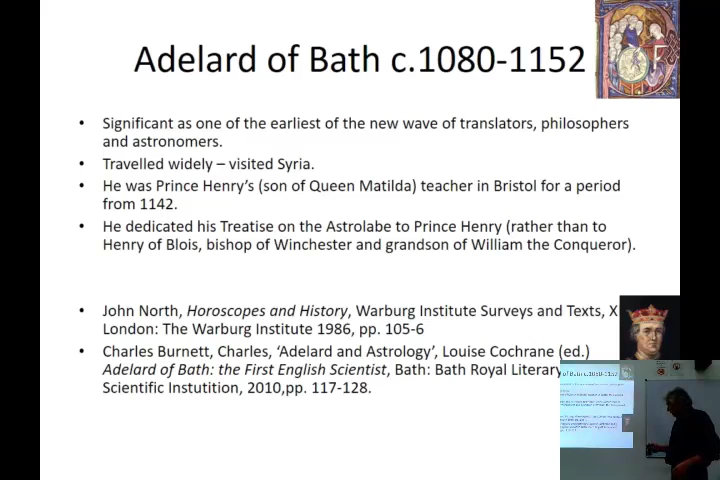 Adelard of Bath c.1080-1152
• Significant as one of the earliest of the new wave of translators, philosophers
and astronomers.
• Travelled widely – visited Syria.
• He was Prince Henry's (son of Queen Matilda) teacher in Bristol for a period
from 1142.
• He dedicated his Treatise on the Astrolabe to Prince Henry (rather than to
Henry of Blois, bishop of Winchester and grandson of William the Conqueror).
• John North, Horoscopes and History, Warburg Institute Surveys and Texts, X
London: The Warburg Institute 1986, pp. 105-6
• Charles Burnett, Charles, 'Adelard and Astrology', Louise Cochrane (ed.)
Adelard of Bath: the First English Scientist, Bath: Bath Royal Literary
Scientific Instutition, 2010,pp. 117-128.
of Bath c.1080-1152